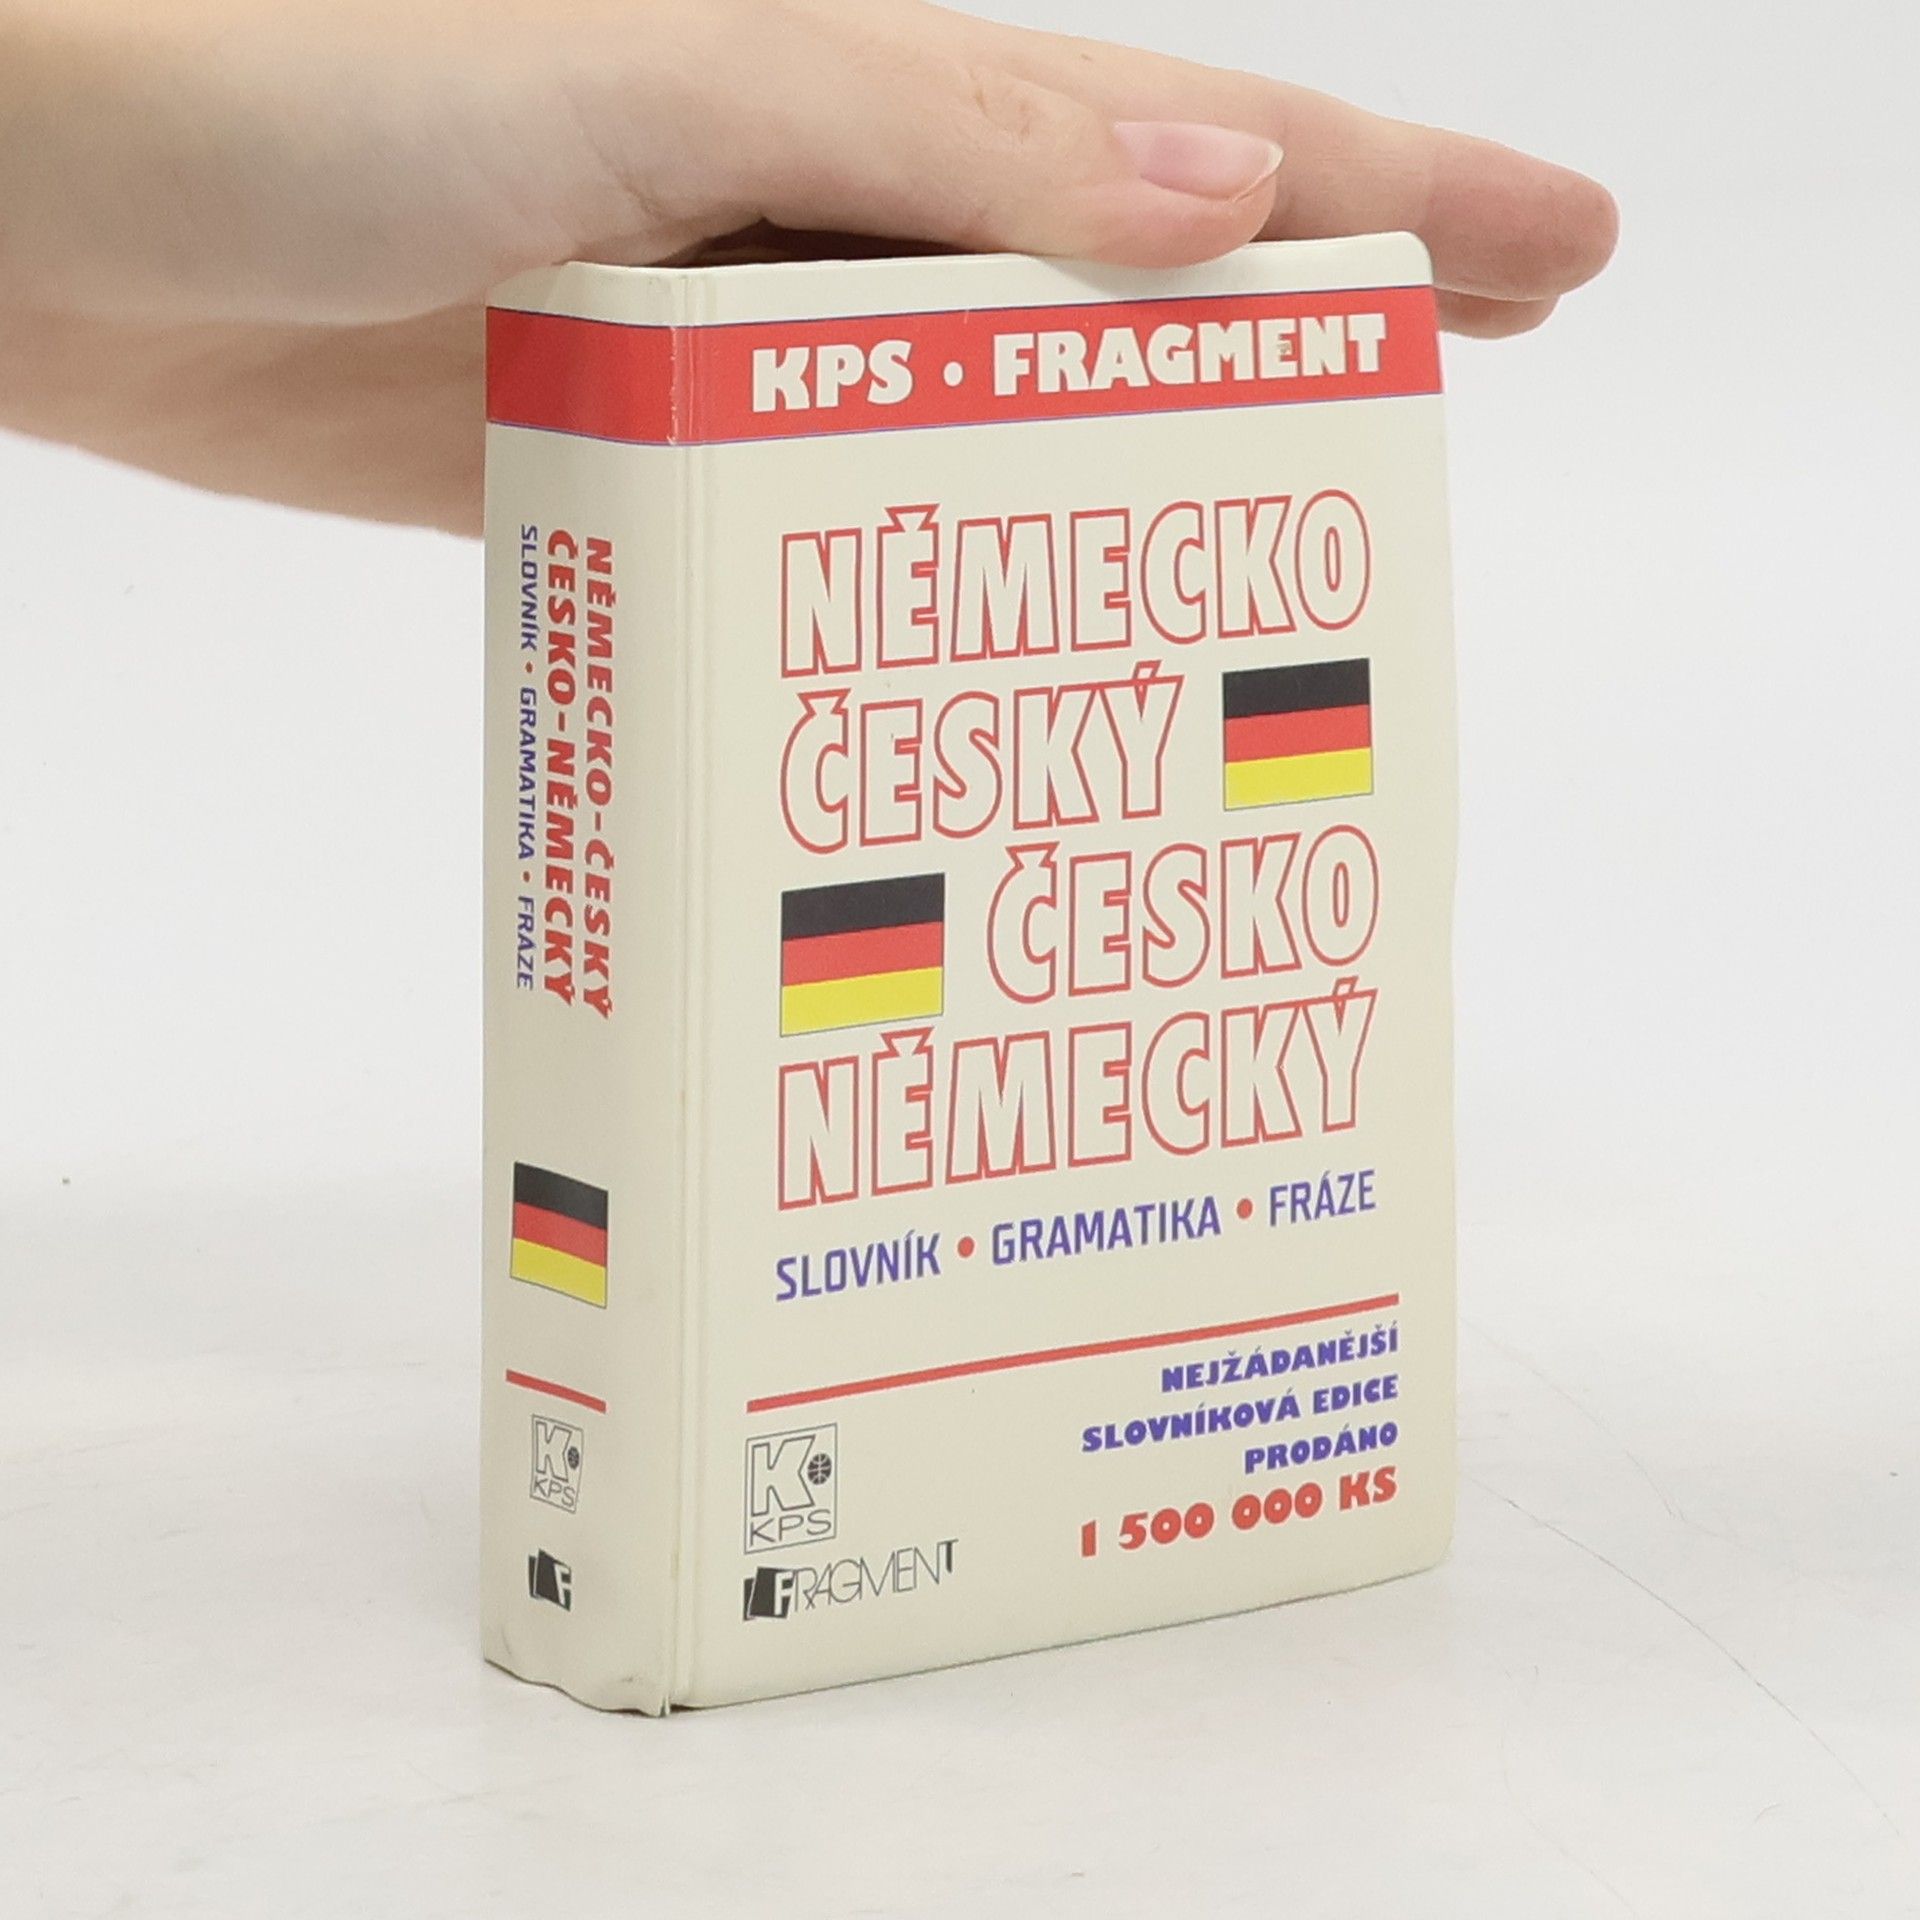 KPS • FRAGMENT
NĚMECKO
ČESKÝ
ČESKO
NĚMECKÝ
SLOVNÍK • GRAMATIKA • FRÁZE
NEJŽÁDANĚJŠÍ
SLOVNÍKOVÁ EDICE
PRODÁNO
1 500 000 KS
K
KPS
FRAGMENT
NĚMECKO-ČESKÝ
ČESKO-NĚMECKÝ
SLOVNÍK • GRAMATIKA • FRÁZE
K
KPS
F